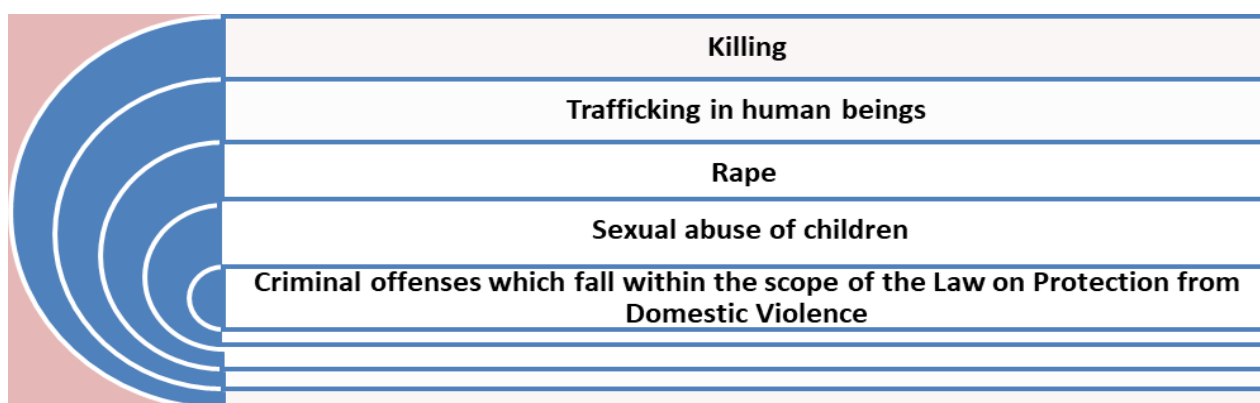 Killing
Trafficking in human beings
Rape
Sexual abuse of children
Criminal offenses which fall within the scope of the Law on Protection from
Domestic Violence